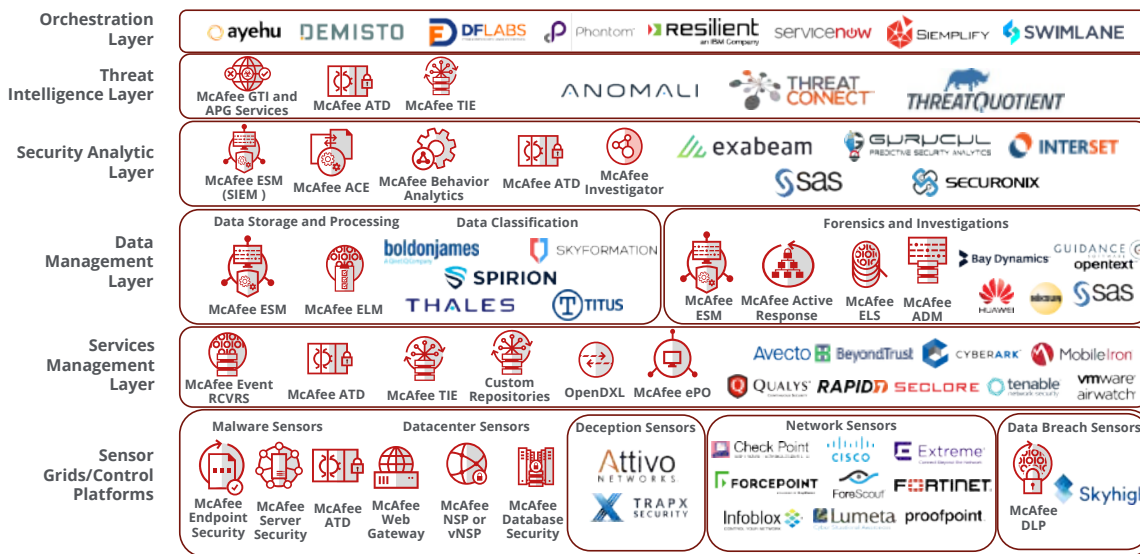 Orchestration
Layer
ayehu
DEMISTO
DFLABS
Phantom
Resilient
an IBM Company
servicenow
SIEMPLIFY
SWIMLANE
Threat
Intelligence Layer
McAfee GTI and
APG Services
McAfee ATD
McAfee TIE
ANOMALI
THREAT
CONNECT
THREATQUOTIENT
Security Analytic
Layer
McAfee ESM
(SIEM )
McAfee ACE
McAfee Behavior
Analytics
McAfee ATD
McAfee
Investigator
exabeam
GURUCUL
PREDICTIVE SECURITY ANALYTICS
INTERSET
sas
SECURONIX
Data
Management
Layer
Data Storage and Processing
McAfee ESM
McAfee ELM
Data Classification
boldonjames
SKYFORMATION
SPIRION
THALES
TITUS
Forensics and Investigations
McAfee
ESM
McAfee Active
Response
McAfee
ELS
McAfee
ADM
Bay Dynamics
GUIDANCE
opentext
HUAWEI
sas
Services
Management
Layer
McAfee Event
RCVRS
McAfee ATD
McAfee TIE
Custom
Repositories
OpenDXL
McAfee ePO
Avecto
BeyondTrust
CYBERARK
MobileIron
QUALYS
RAPID7
SECLORE
tenable
network security
vmware
airwatch
Sensor
Grids/Control
Platforms
Malware Sensors
McAfee
Endpoint
Security
McAfee
Server
Security
McAfee
ATD
Datacenter Sensors
McAfee
Web
Gateway
McAfee
NSP or
vNSP
McAfee
Database
Security
Deception Sensors
Attivo
NETWORKS
TRAPX
SECURITY
Network Sensors
Check Point
CISCO
Extreme
FORCEPOINT
ForeScout
FORTINET
Infoblox
Lumeta
proofpoint
Data Breach Sensors
McAfee
DLP
Skyhigh